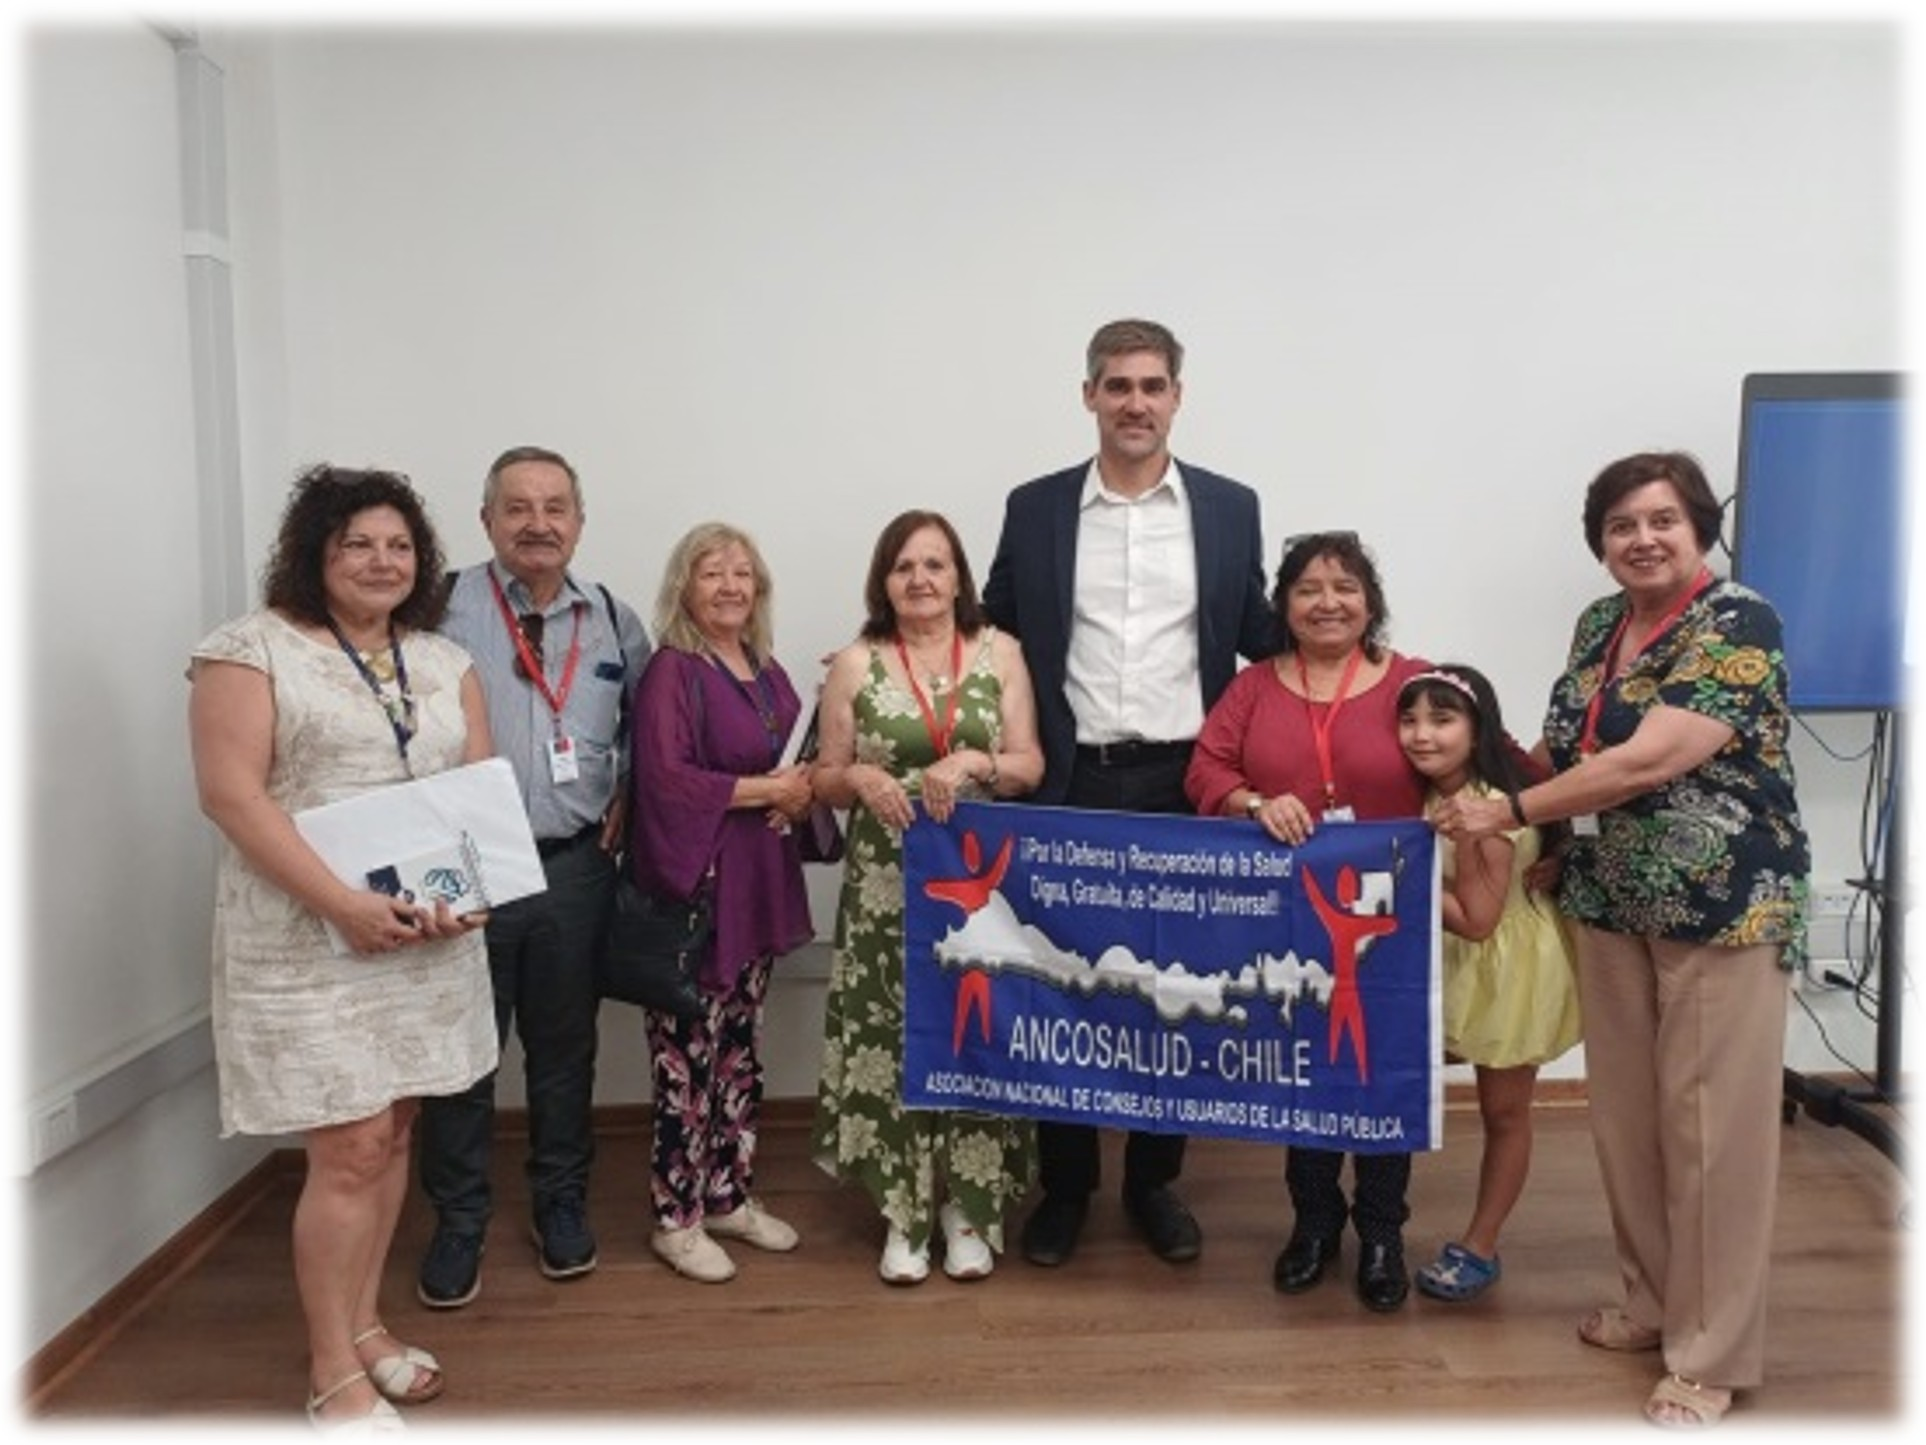 ¡¡Por la Defensa y Recuperación de la Salud
Digna, Gratuita, de Calidad y Universal!!
ANCOSALUD - CHILE
ASOCIACION NACIONAL DE CONSEJOS Y USUARIOS DE LA SALUD PÚBLICA